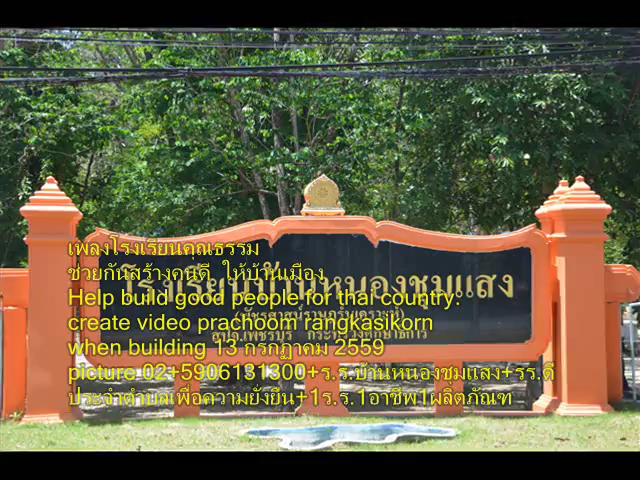 เพลงโรงเรียนคุณธรรม
ช่วยกันสร้างคนดี ให้บ้านเมือง
โรงเรียนบ้านหนองชุมแสง
Help build good people for thai country.
create video prachoom rangkasikorn
when building 13 กรกฎาคม 2559
picture 02+5906131300+ร.ร.บ้านหนองชุมแสง+รร.ดี
ประจำตำบลเพื่อความยั่งยืน+1ร.ร.1อาชีพ1ผลิตภัณฑ